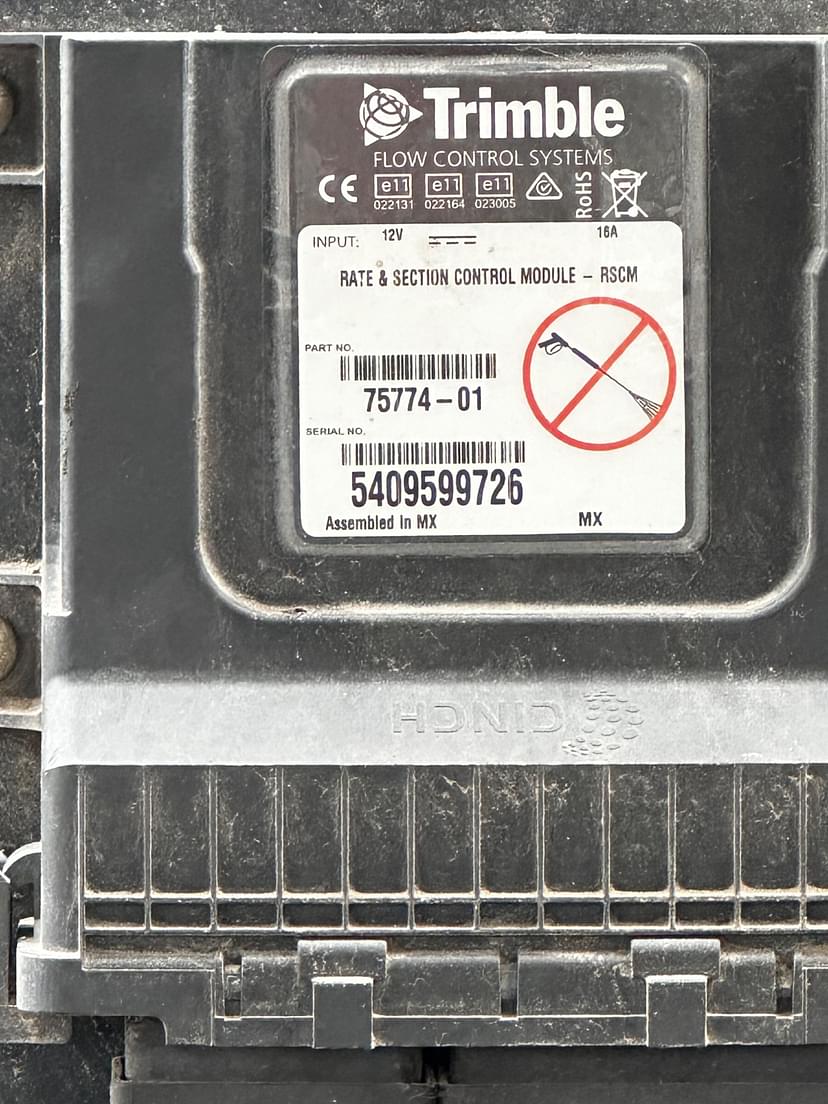 Trimble
FLOW CONTROL SYSTEMS
CE e11 e11 e11 RoHS
022131 022164 023005
INPUT: 12V 16A
RATE & SECTION CONTROL MODULE - RSCM
PART NO.
75774-01
SERIAL NO.
5409599726
Assembled In MX MX
CINCH